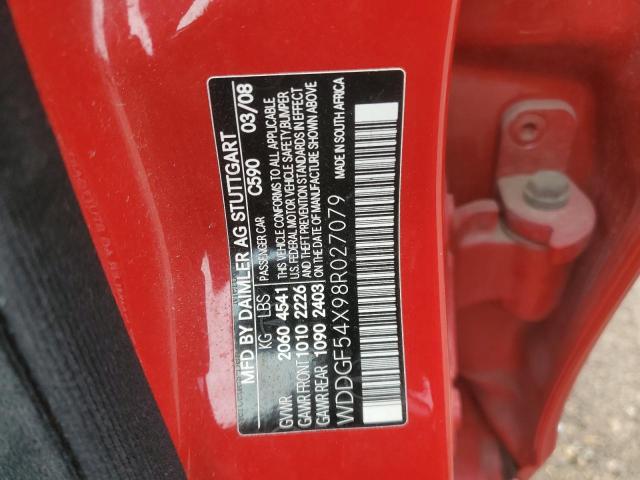 MFD BY DAIMLER AG STUTTGART
PASSENGER CAR C590 03/08
KG LBS
GVWR 2060 4541
GAWR FRONT 1010 2226
GAWR REAR 1090 2403
THIS VEHICLE CONFORMS TO ALL APPLICABLE
U.S. FEDERAL MOTOR VEHICLE SAFETY, BUMPER
AND THEFT PREVENTION STANDARDS IN EFFECT
ON THE DATE OF MANUFACTURE SHOWN ABOVE
WDDGF54X98R027079
MADE IN SOUTH AFRICA